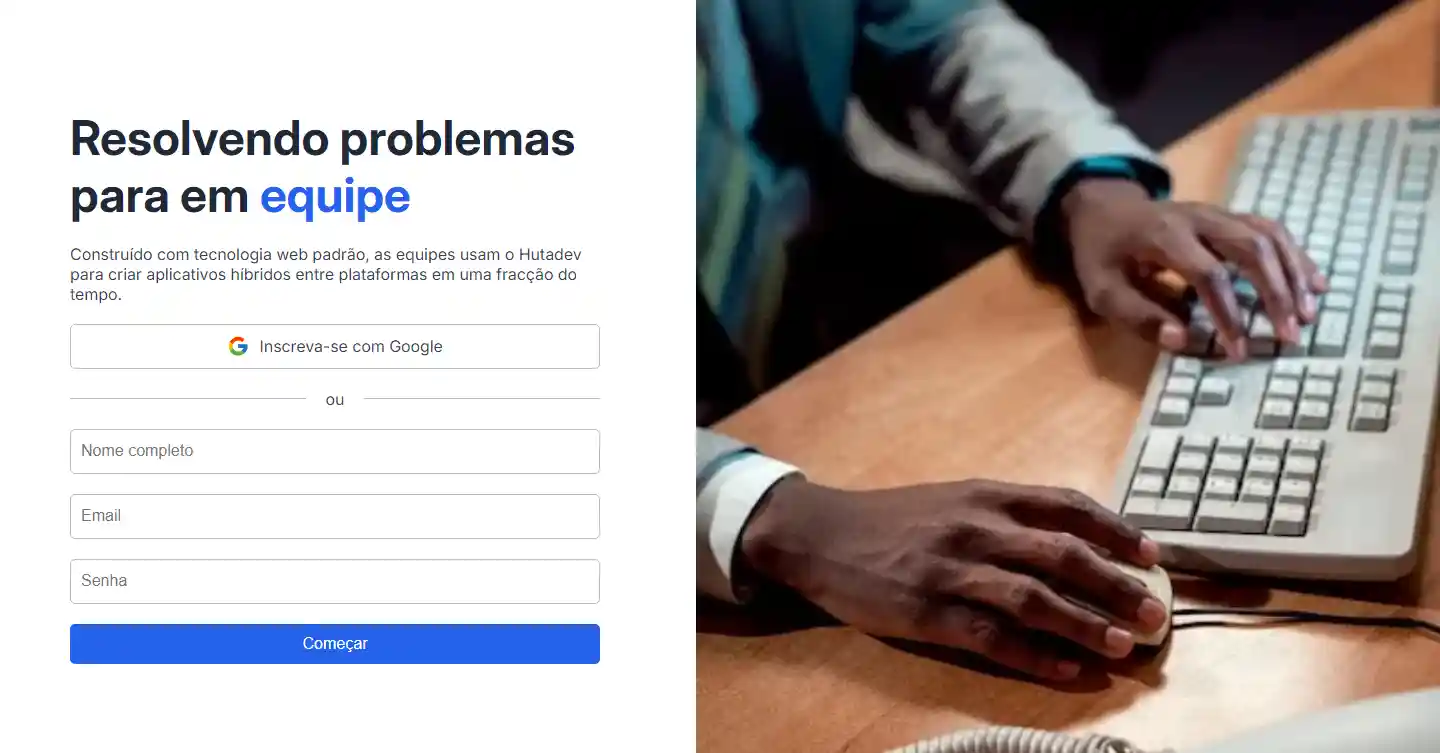 Resolvendo problemas
para em equipe
Construído com tecnologia web padrão, as equipes usam o Hutadev
para criar aplicativos híbridos entre plataformas em uma fracção do
tempo.
Inscreva-se com Google
ou
Nome completo
Email
Senha
Começar